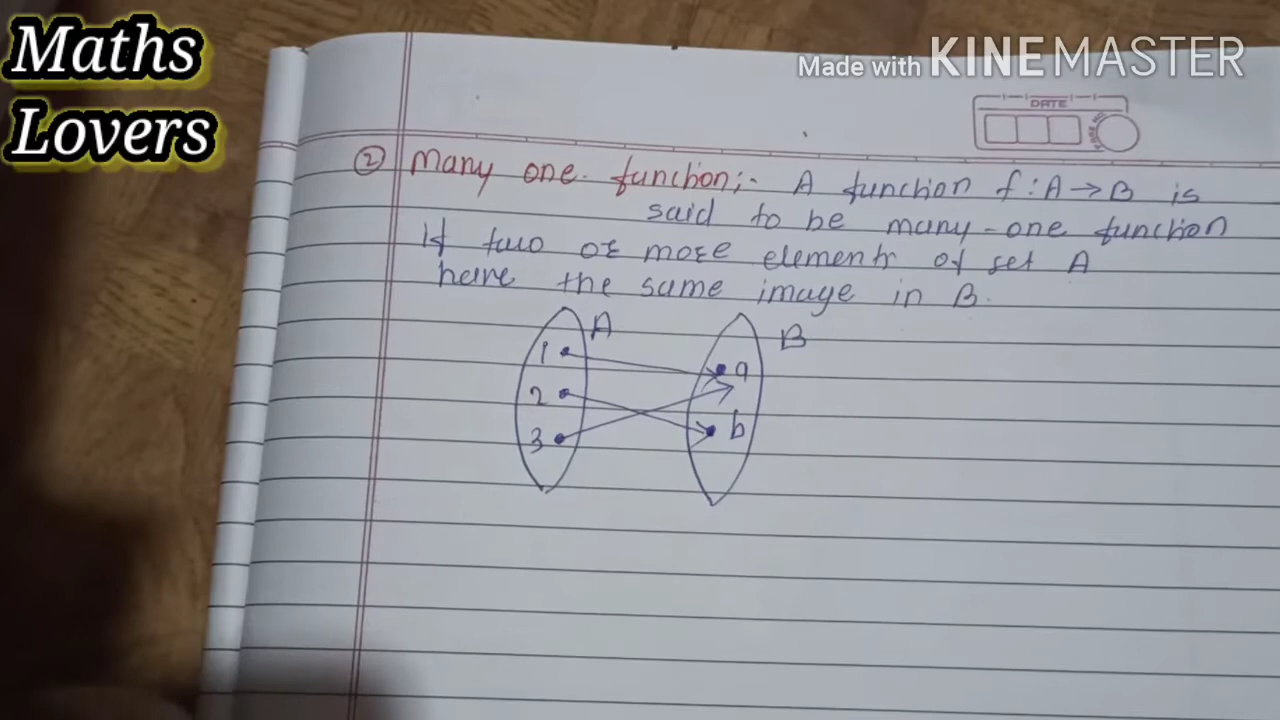 Maths
Lovers
Made with KINEMASTER
DATE
② Many one function;- A function f:A→B is
said to be many-one function
If two or more elements of set A
have the same image in B.
A
B
1
a
2
b
3